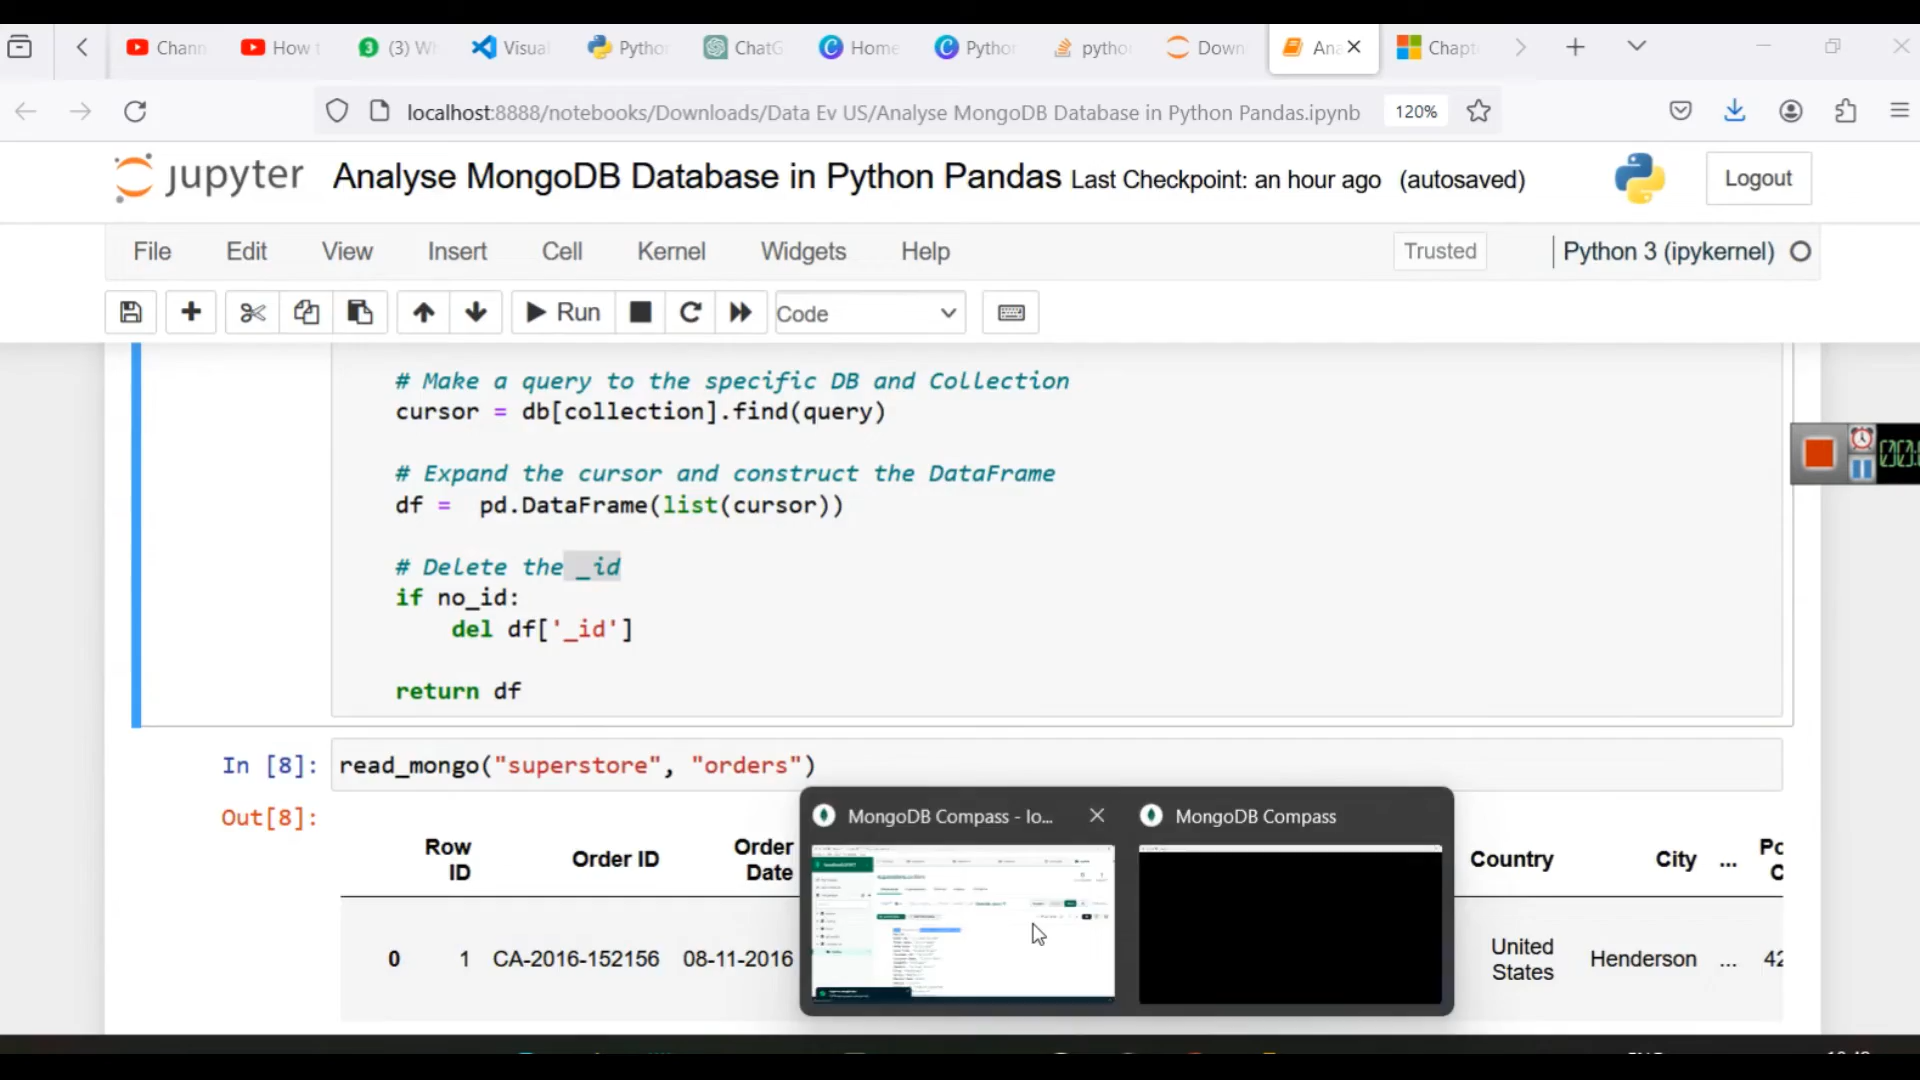 Chann
How t
(3) Wh
Visual
Python
ChatG
Home
Python
pytho
Down
Ana
Chapt
localhost:8888/notebooks/Downloads/Data Ev US/Analyse MongoDB Database in Python Pandas.ipynb
120%
jupyter
Analyse MongoDB Database in Python Pandas
Last Checkpoint: an hour ago (autosaved)
Logout
File
Edit
View
Insert
Cell
Kernel
Widgets
Help
Trusted
Python 3 (ipykernel)
Run
Code
# Make a query to the specific DB and Collection
cursor = db[collection].find(query)
# Expand the cursor and construct the DataFrame
df =  pd.DataFrame(list(cursor))
# Delete the _id
if no_id:
del df['_id']
return df
In [8]:
read_mongo("superstore", "orders")
Out[8]:
MongoDB Compass - lo...
MongoDB Compass
Row ID
Order ID
Order Date
Country
City
...
0
1
CA-2016-152156
08-11-2016
United States
Henderson
...
42